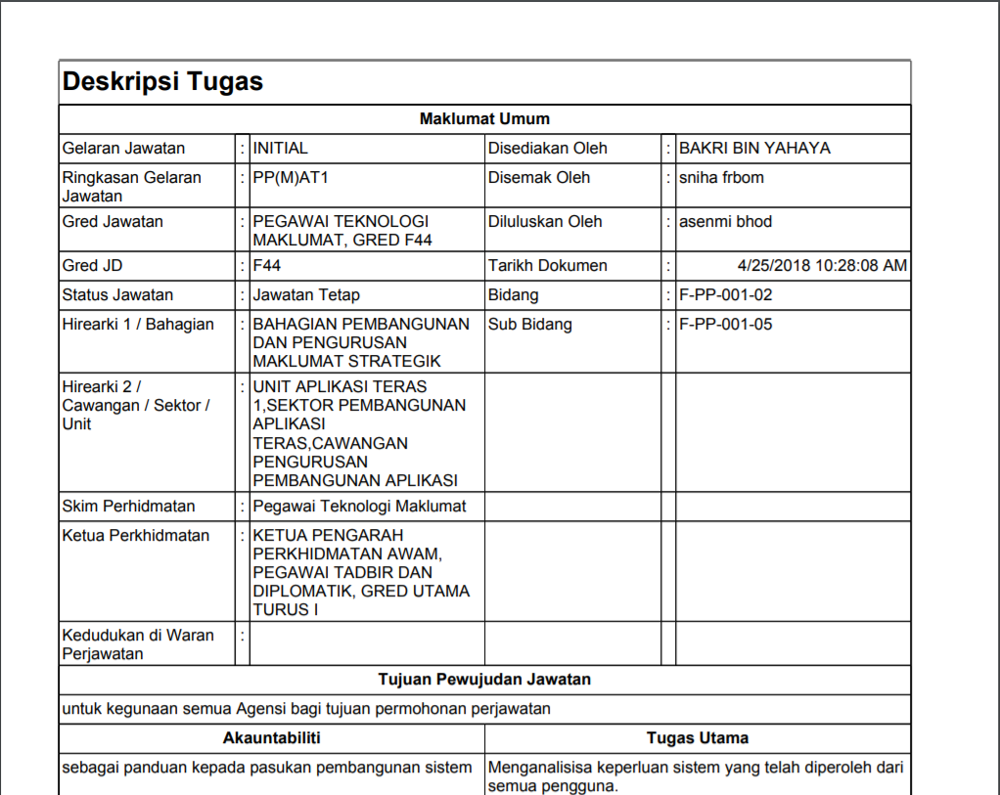 Deskripsi Tugas
Maklumat Umum
Gelaran Jawatan : INITIAL Disediakan Oleh : BAKRI BIN YAHAYA
Ringkasan Gelaran : PP(M)AT1 Disemak Oleh : sniha frbom
Jawatan
Gred Jawatan : PEGAWAI TEKNOLOGI Diluluskan Oleh : asenmi bhod
MAKLUMAT, GRED F44
Gred JD : F44 Tarikh Dokumen : 4/25/2018 10:28:08 AM
Status Jawatan : Jawatan Tetap Bidang : F-PP-001-02
Hirearki 1 / Bahagian : BAHAGIAN PEMBANGUNAN Sub Bidang : F-PP-001-05
DAN PENGURUSAN
MAKLUMAT STRATEGIK
Hirearki 2 / : UNIT APLIKASI TERAS
Cawangan / Sektor / 1,SEKTOR PEMBANGUNAN
Unit APLIKASI
TERAS,CAWANGAN
PENGURUSAN
PEMBANGUNAN APLIKASI
Skim Perhidmatan : Pegawai Teknologi Maklumat
Ketua Perkhidmatan : KETUA PENGARAH
PERKHIDMATAN AWAM,
PEGAWAI TADBIR DAN
DIPLOMATIK, GRED UTAMA
TURUS I
Kedudukan di Waran :
Perjawatan
Tujuan Pewujudan Jawatan
untuk kegunaan semua Agensi bagi tujuan permohonan perjawatan
Akauntabiliti Tugas Utama
sebagai panduan kepada pasukan pembangunan sistem Menganalisisa keperluan sistem yang telah diperoleh dari
semua pengguna.